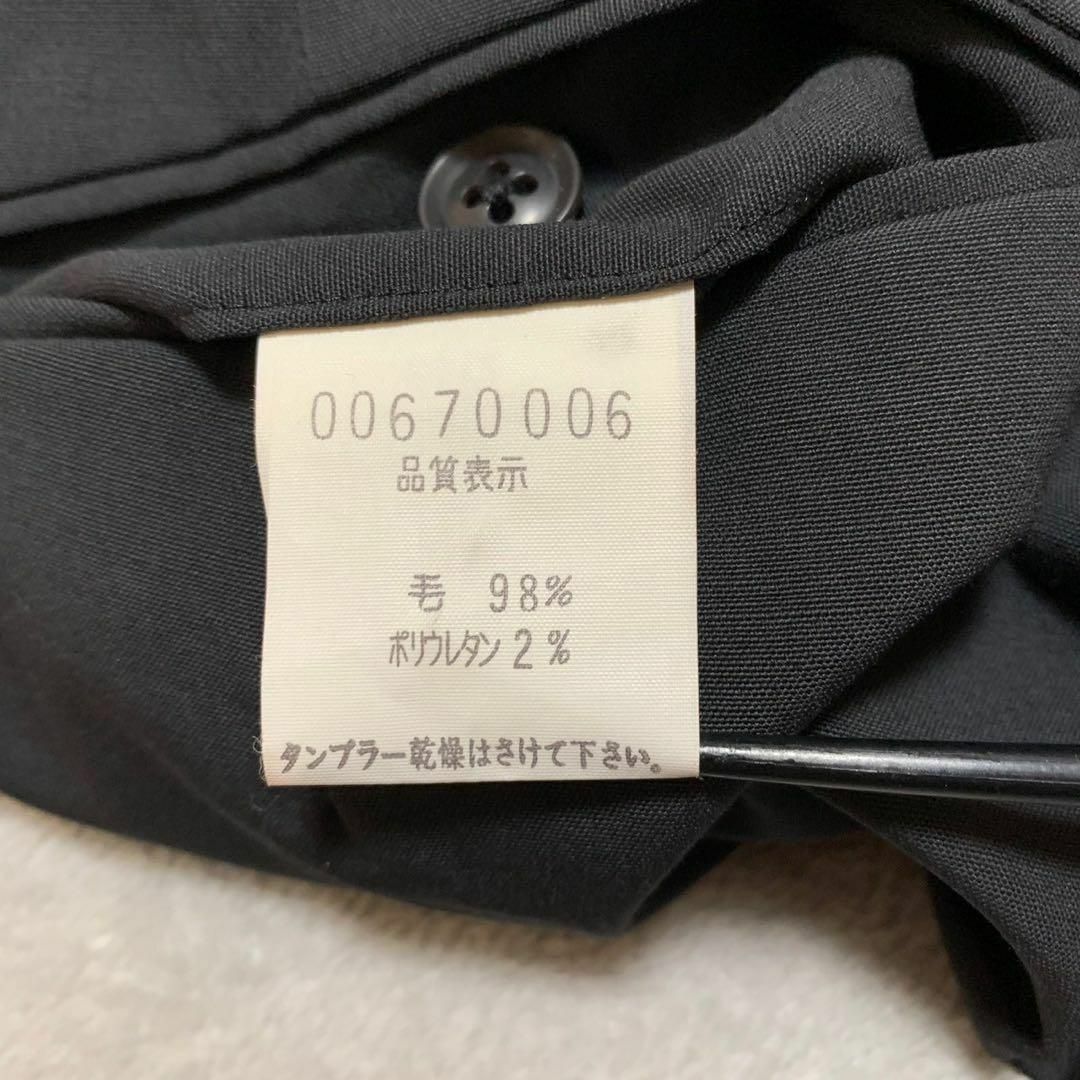 00670006
品質表示
毛 98%
ポリウレタン 2%
タンプラー乾燥はさけて下さい。